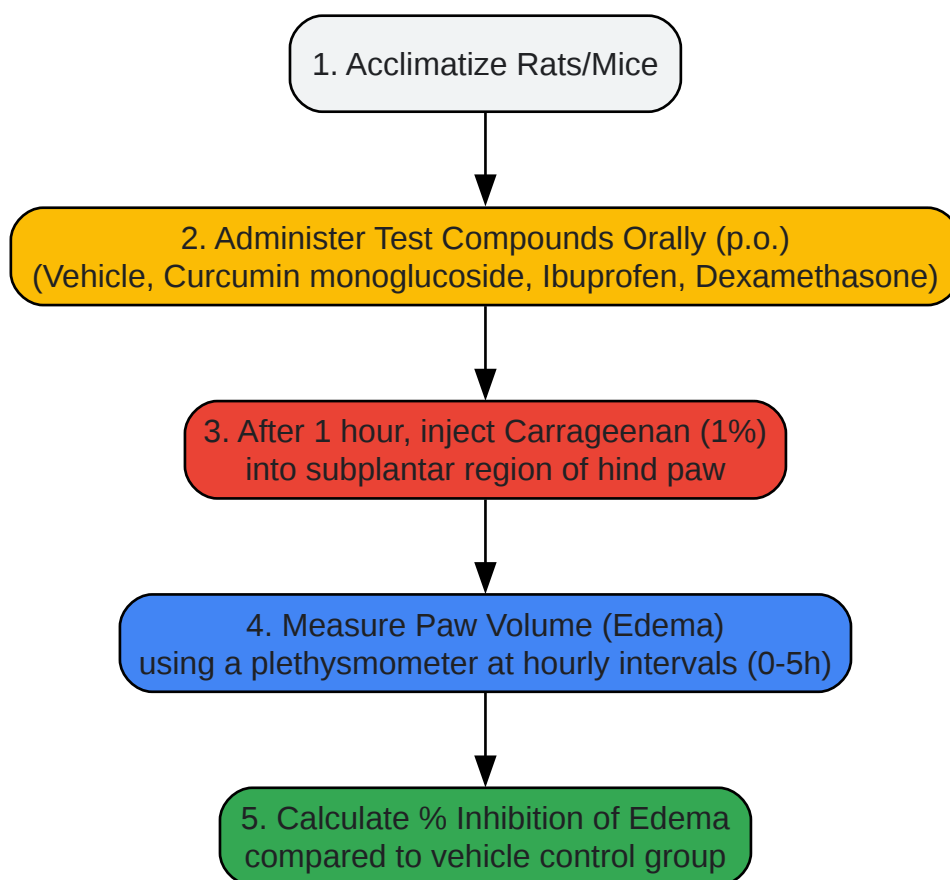 1. Acclimatize Rats/Mice
2. Administer Test Compounds Orally (p.o.)
(Vehicle, Curcumin monoglucoside, Ibuprofen, Dexamethasone)
3. After 1 hour, inject Carrageenan (1%)
into subplantar region of hind paw
4. Measure Paw Volume (Edema)
using a plethysmometer at hourly intervals (0-5h)
5. Calculate % Inhibition of Edema
compared to vehicle control group